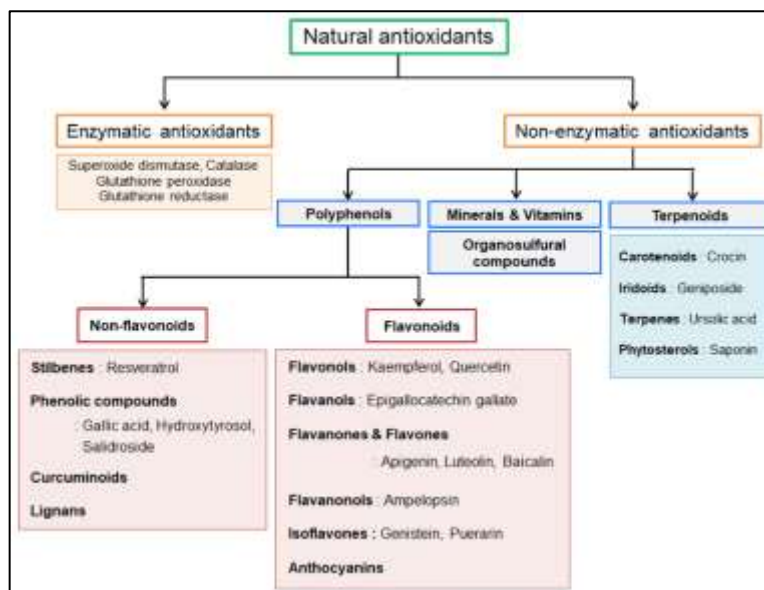 Natural antioxidants
Enzymatic antioxidants
Non-enzymatic antioxidants
Superoxide dismutase, Catalase
Glutathione peroxidase
Glutathione reductase
Polyphenols
Minerals & Vitamins
Terpenoids
Organosulfural
compounds
Carotenoids : Crocin
Iridoids : Geniposide
Terpenes : Ursolic acid
Phytosterols : Saponin
Non-flavonoids
Flavonoids
Stilbenes : Resveratrol
Phenolic compounds
: Gallic acid, Hydroxytyrosol,
Salidroside
Curcuminoids
Lignans
Flavonols : Kaempferol, Quercetin
Flavanols : Epigallocatechin gallate
Flavanones & Flavones
: Apigenin, Luteolin, Baicalin
Flavanonols : Ampelopsin
Isoflavones : Genistein, Puerarin
Anthocyanins